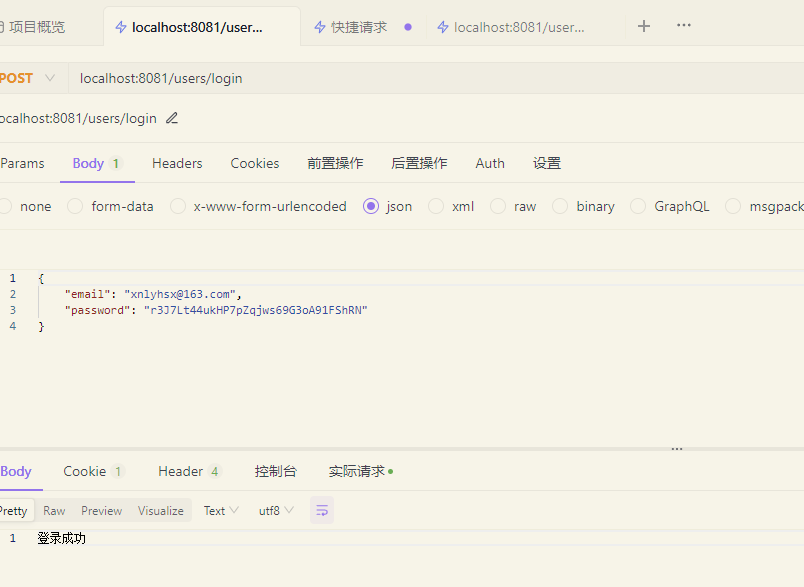 项目概览 localhost:8081/user... 快捷请求 localhost:8081/user...
POST localhost:8081/users/login
ocalhost:8081/users/login
Params Body 1 Headers Cookies 前置操作 后置操作 Auth 设置
none form-data x-www-form-urlencoded json xml raw binary GraphQL msgpack
1 {
2 "email": "xnlyhsx@163.com",
3 "password": "r3J7Lt44ukHP7pZqjws69G3oA91FShRN"
4 }
Body Cookie 1 Header 4 控制台 实际请求
Pretty Raw Preview Visualize Text utf8
1 登录成功